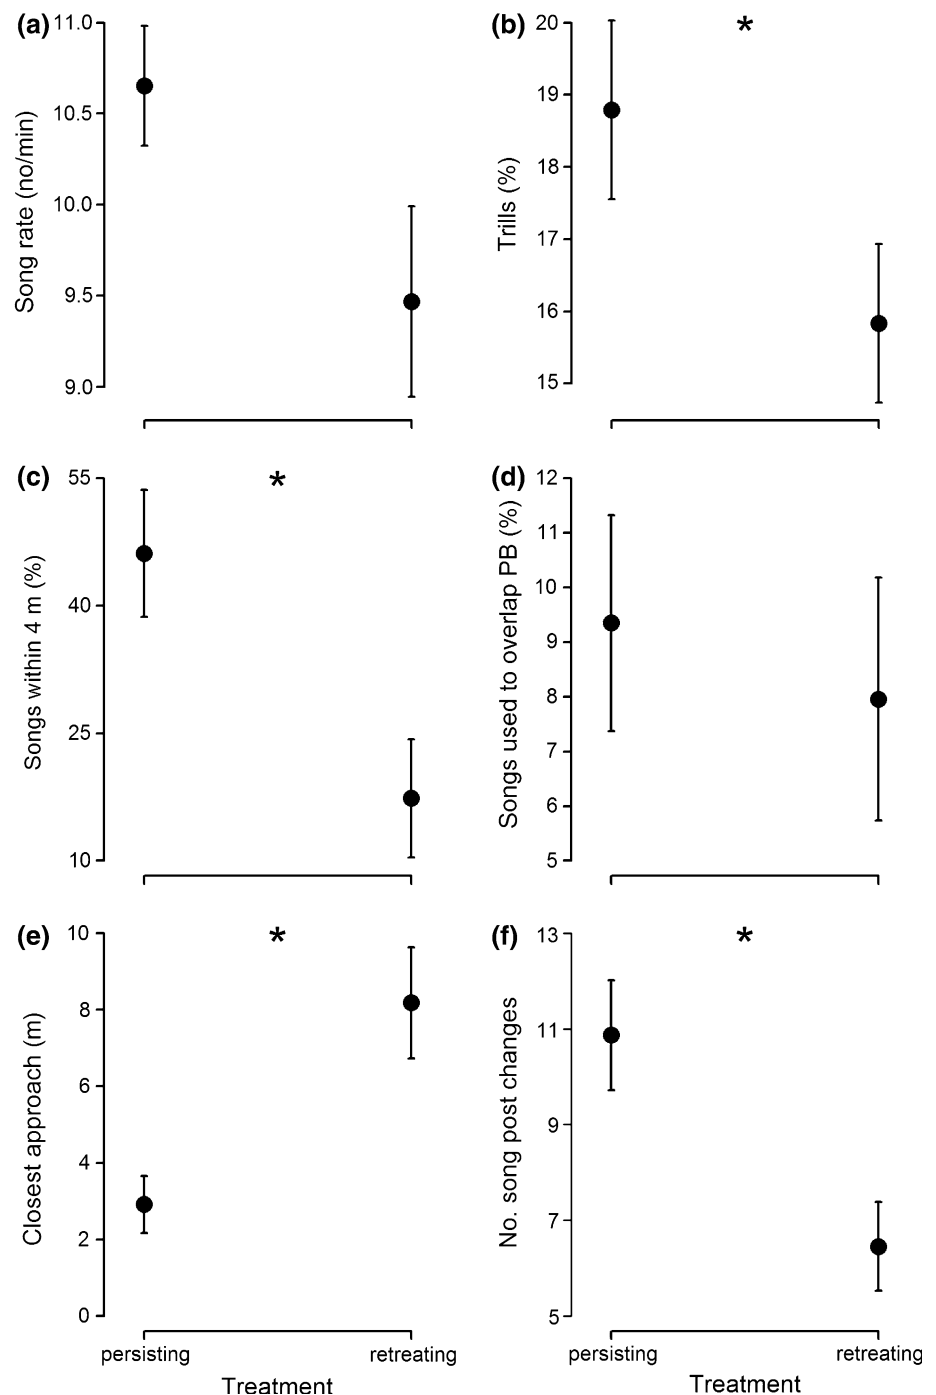 (a)
Song rate (no/min)
11.0
10.5
10.0
9.5
9.0
(b)
*
Trills (%)
20
19
18
17
16
15
(c)
*
Songs within 4 m (%)
55
40
25
10
(d)
Songs used to overlap PB (%)
12
11
10
9
8
7
6
5
(e)
*
Closest approach (m)
10
8
6
4
2
0
persisting
retreating
Treatment
(f)
*
No. song post changes
13
11
9
7
5
persisting
retreating
Treatment